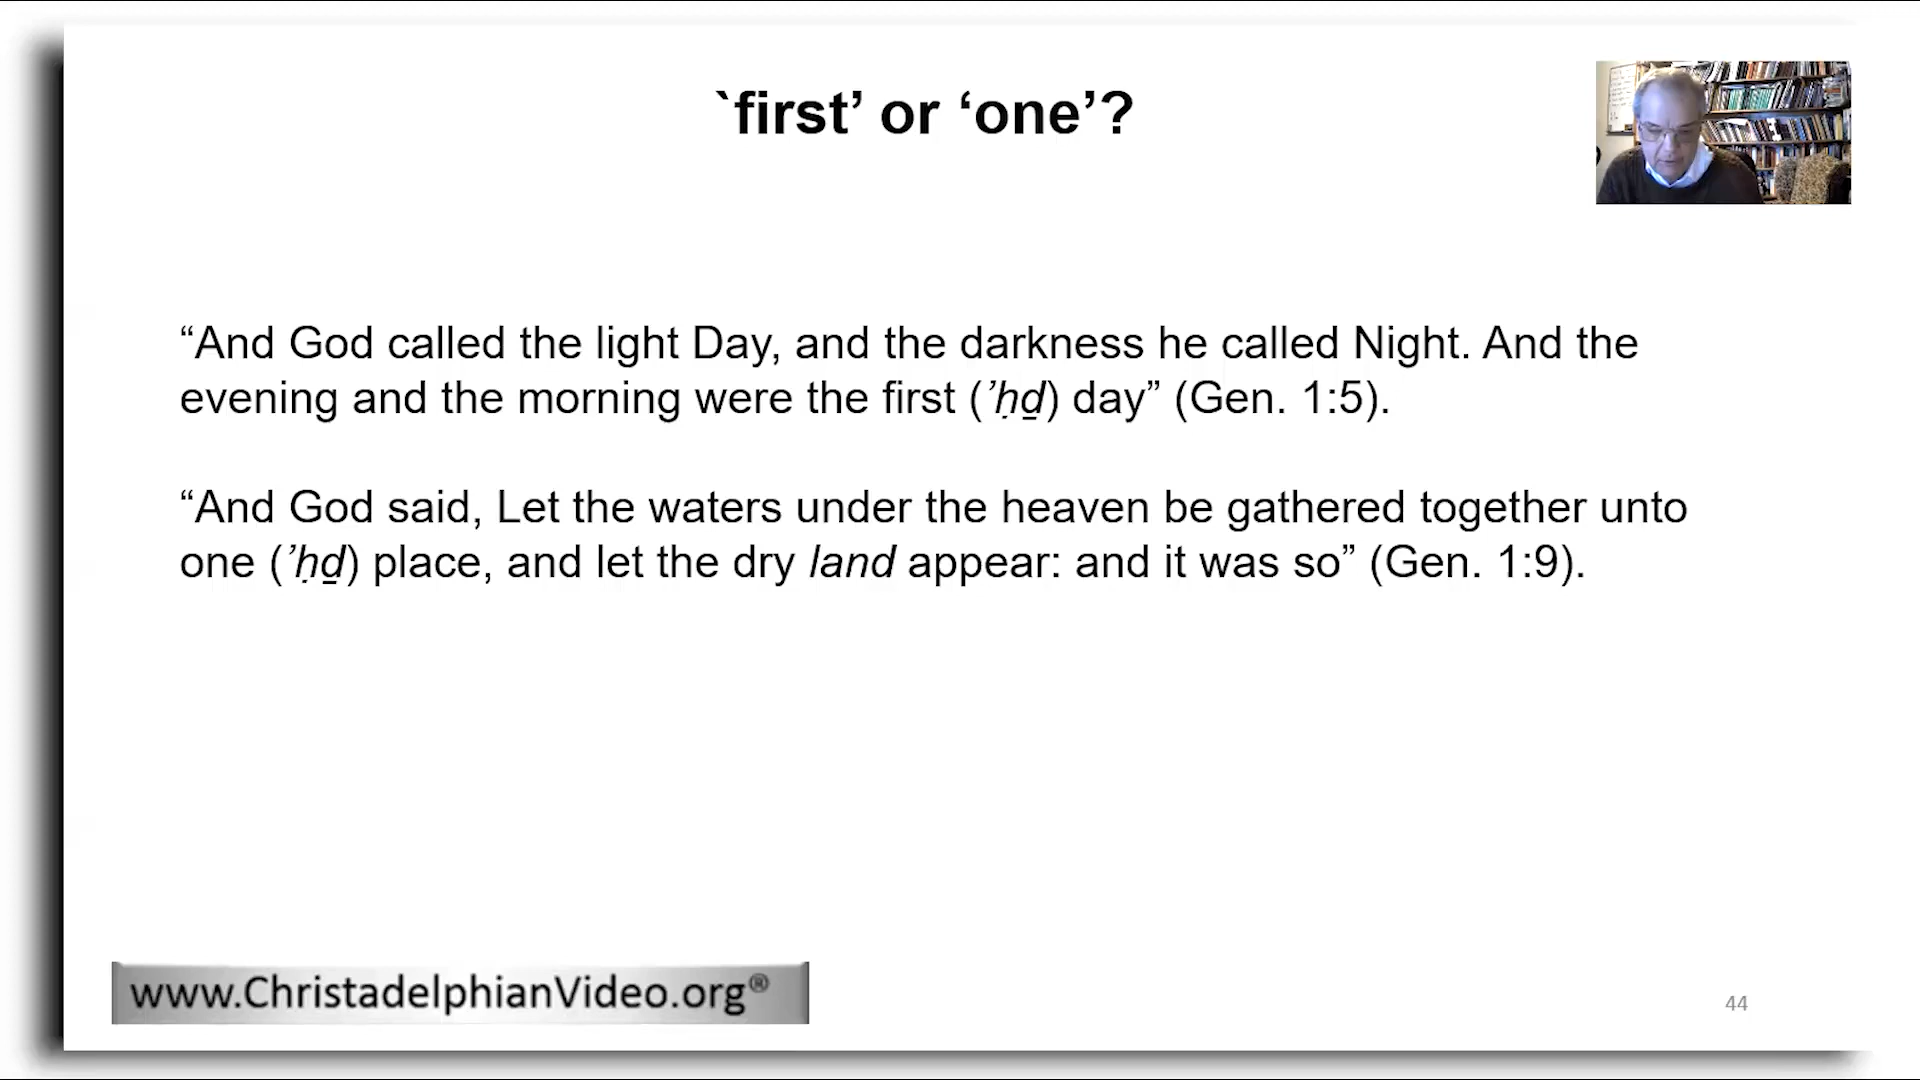 `first’ or ‘one’?
“And God called the light Day, and the darkness he called Night. And the
evening and the morning were the first (’ḥḏ) day” (Gen. 1:5).
“And God said, Let the waters under the heaven be gathered together unto
one (’ḥḏ) place, and let the dry land appear: and it was so” (Gen. 1:9).
www.ChristadelphianVideo.org®
44